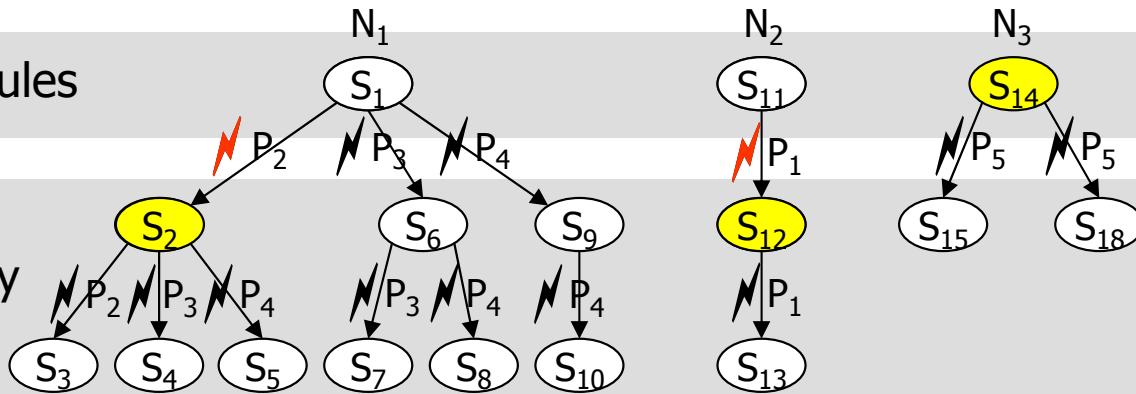 N₁ N₂ N₃
ules S₁ S₁₁ S₁₄
P₂ P₃ P₄ P₁ P₅ P₅
S₂ S₆ S₉ S₁₂ S₁₅ S₁₈
y P₂ P₃ P₄ P₃ P₄ P₄ P₁
S₃ S₄ S₅ S₇ S₈ S₁₀ S₁₃